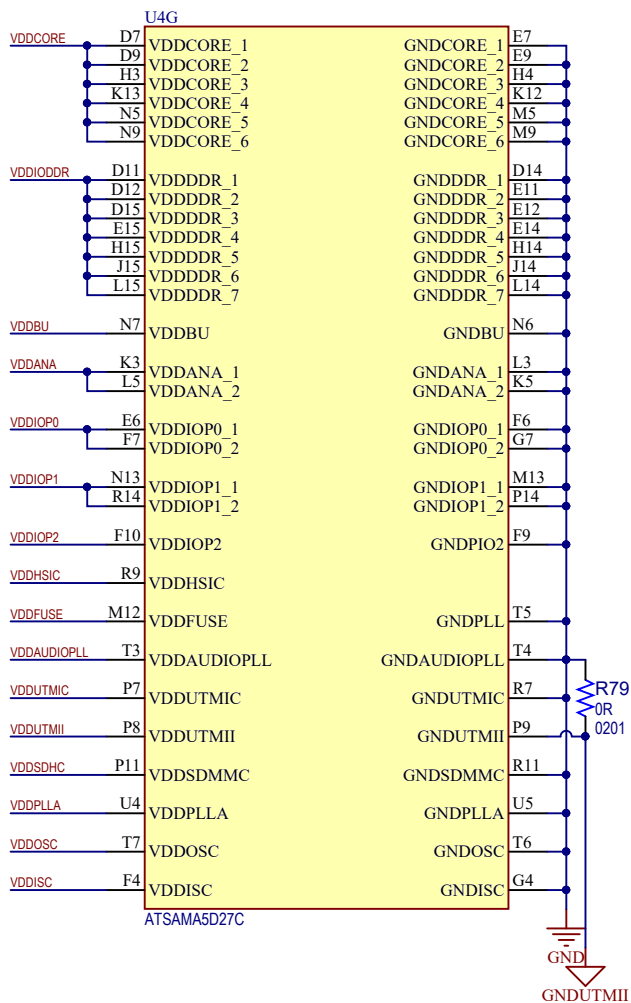 U4G
VDDCORE D7 VDDCORE_1 GNDCORE_1 E7
D9 VDDCORE_2 GNDCORE_2 E9
H3 VDDCORE_3 GNDCORE_3 H4
K13 VDDCORE_4 GNDCORE_4 K12
N5 VDDCORE_5 GNDCORE_5 M5
N9 VDDCORE_6 GNDCORE_6 M9
VDDIODDR D11 VDDDDR_1 GNDDDR_1 D14
D12 VDDDDR_2 GNDDDR_2 E11
D15 VDDDDR_3 GNDDDR_3 E12
E15 VDDDDR_4 GNDDDR_4 E14
H15 VDDDDR_5 GNDDDR_5 H14
J15 VDDDDR_6 GNDDDR_6 J14
L15 VDDDDR_7 GNDDDR_7 L14
VDDBU N7 VDDBU GNDBU N6
VDDANA K3 VDDANA_1 GNDANA_1 L3
L5 VDDANA_2 GNDANA_2 K5
VDDIOP0 E6 VDDIOP0_1 GNDIOP0_1 F6
F7 VDDIOP0_2 GNDIOP0_2 G7
VDDIOP1 N13 VDDIOP1_1 GNDIOP1_1 M13
R14 VDDIOP1_2 GNDIOP1_2 P14
VDDIOP2 F10 VDDIOP2 GNDPIO2 F9
VDDHSIC R9 VDDHSIC
VDDFUSE M12 VDDFUSE GNDPLL T5
VDDAUDIOPLL T3 VDDAUDIOPLL GNDAUDIOPLL T4
VDDUTMIC P7 VDDUTMIC GNDUTMIC R7 R79
0R
0201
VDDUTMII P8 VDDUTMII GNDUTMII P9
VDDSDHC P11 VDDSDMMC GNDSDMMC R11
VDDPLLA U4 VDDPLLA GNDPLLA U5
VDDOSC T7 VDDOSC GNDOSC T6
VDDISC F4 VDDISC GNDISC G4
ATSAMA5D27C
GND
GNDUTMII